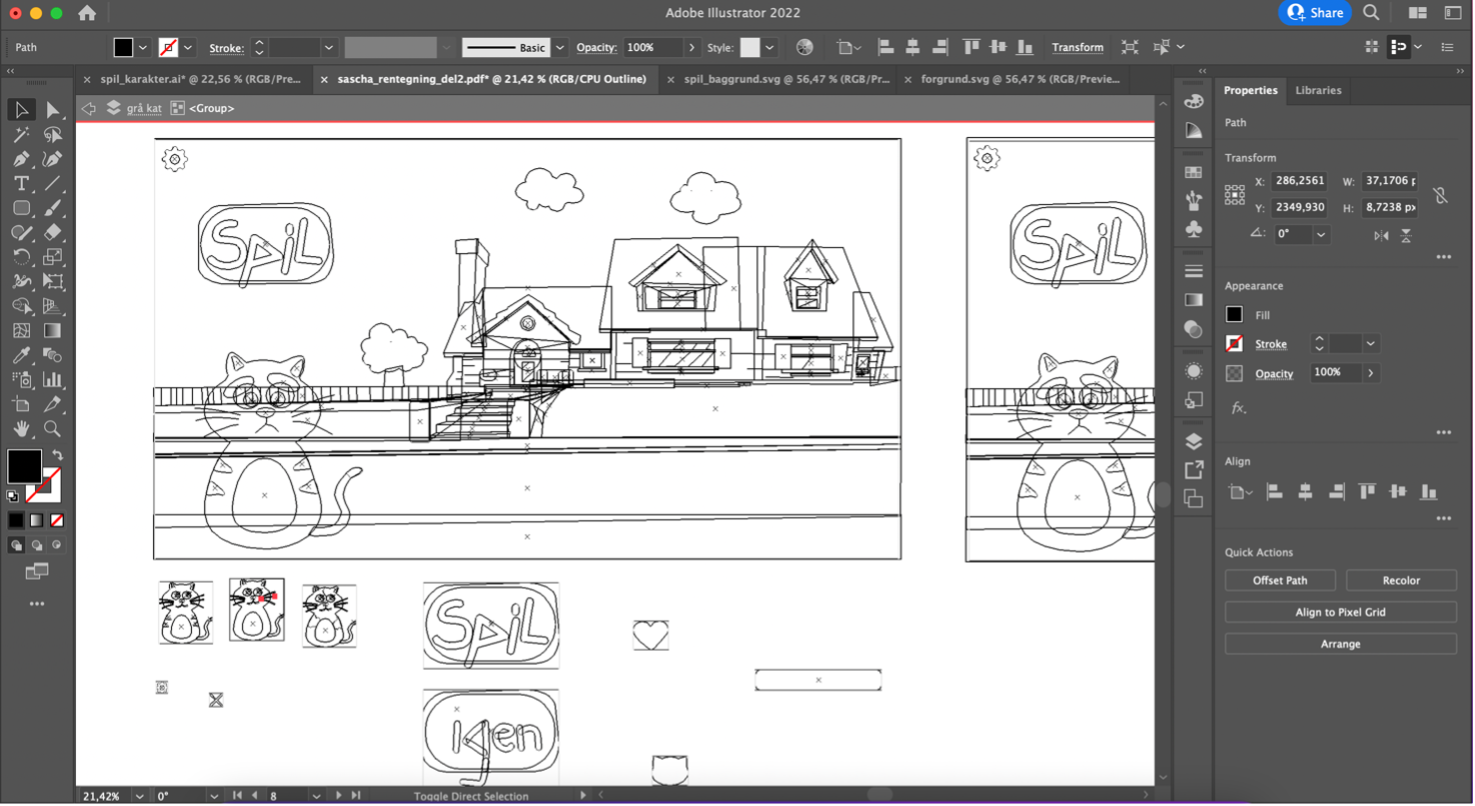 Adobe Illustrator 2022
Share
Path
Stroke:
Basic
Opacity:
100%
Style:
Transform
spil_karakter.ai* @ 22,56 % (RGB/Pre...
sascha_rentegning_del2.pdf* @ 21,42 % (RGB/CPU Outline)
spil_baggrund.svg @ 56,47 % (RGB/Pr...
forgrund.svg @ 56,47 % (RGB/Previe...
grå kat
<Group>
Properties
Libraries
Path
Transform
X:
286,2561
W:
37,1706 p
Y:
2349,930
H:
8,7238 px
0°
Appearance
Fill
Stroke
Opacity
100%
fx.
Align
Quick Actions
Offset Path
Recolor
Align to Pixel Grid
Arrange
SpiL
SpiL
SpiL
igen
21,42%
0°
8
Toggle Direct Selection